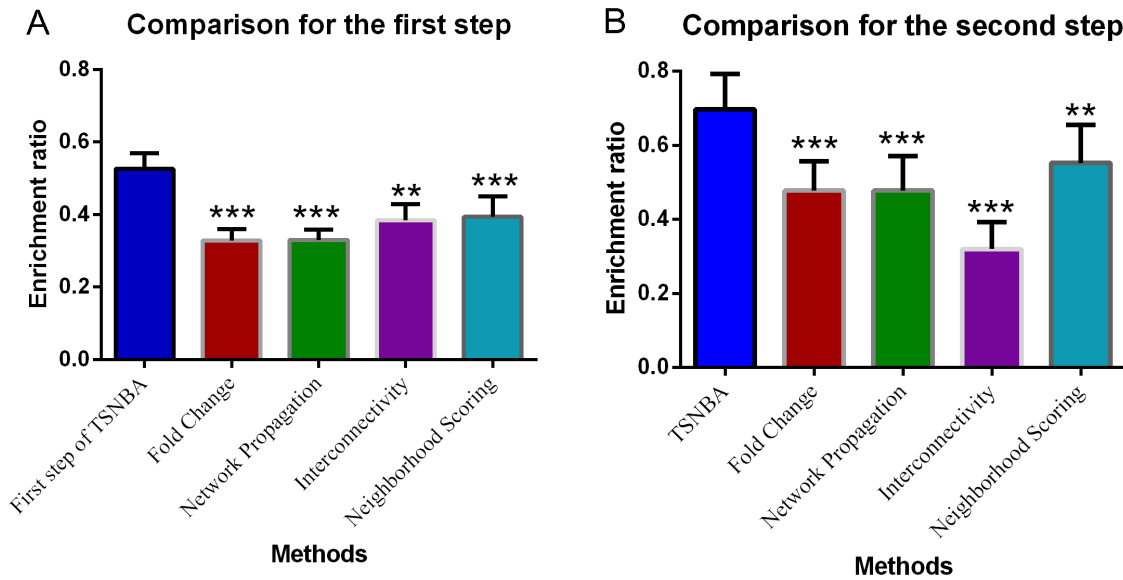 A
Comparison for the first step
Enrichment ratio
0.8
0.6
0.4
0.2
0.0
***
***
**
***
First step of TSNBA
Fold Change
Network Propagation
Interconnectivity
Neighborhood Scoring
Methods
B
Comparison for the second step
Enrichment ratio
0.8
0.6
0.4
0.2
0.0
***
***
***
**
TSNBA
Fold Change
Network Propagation
Interconnectivity
Neighborhood Scoring
Methods